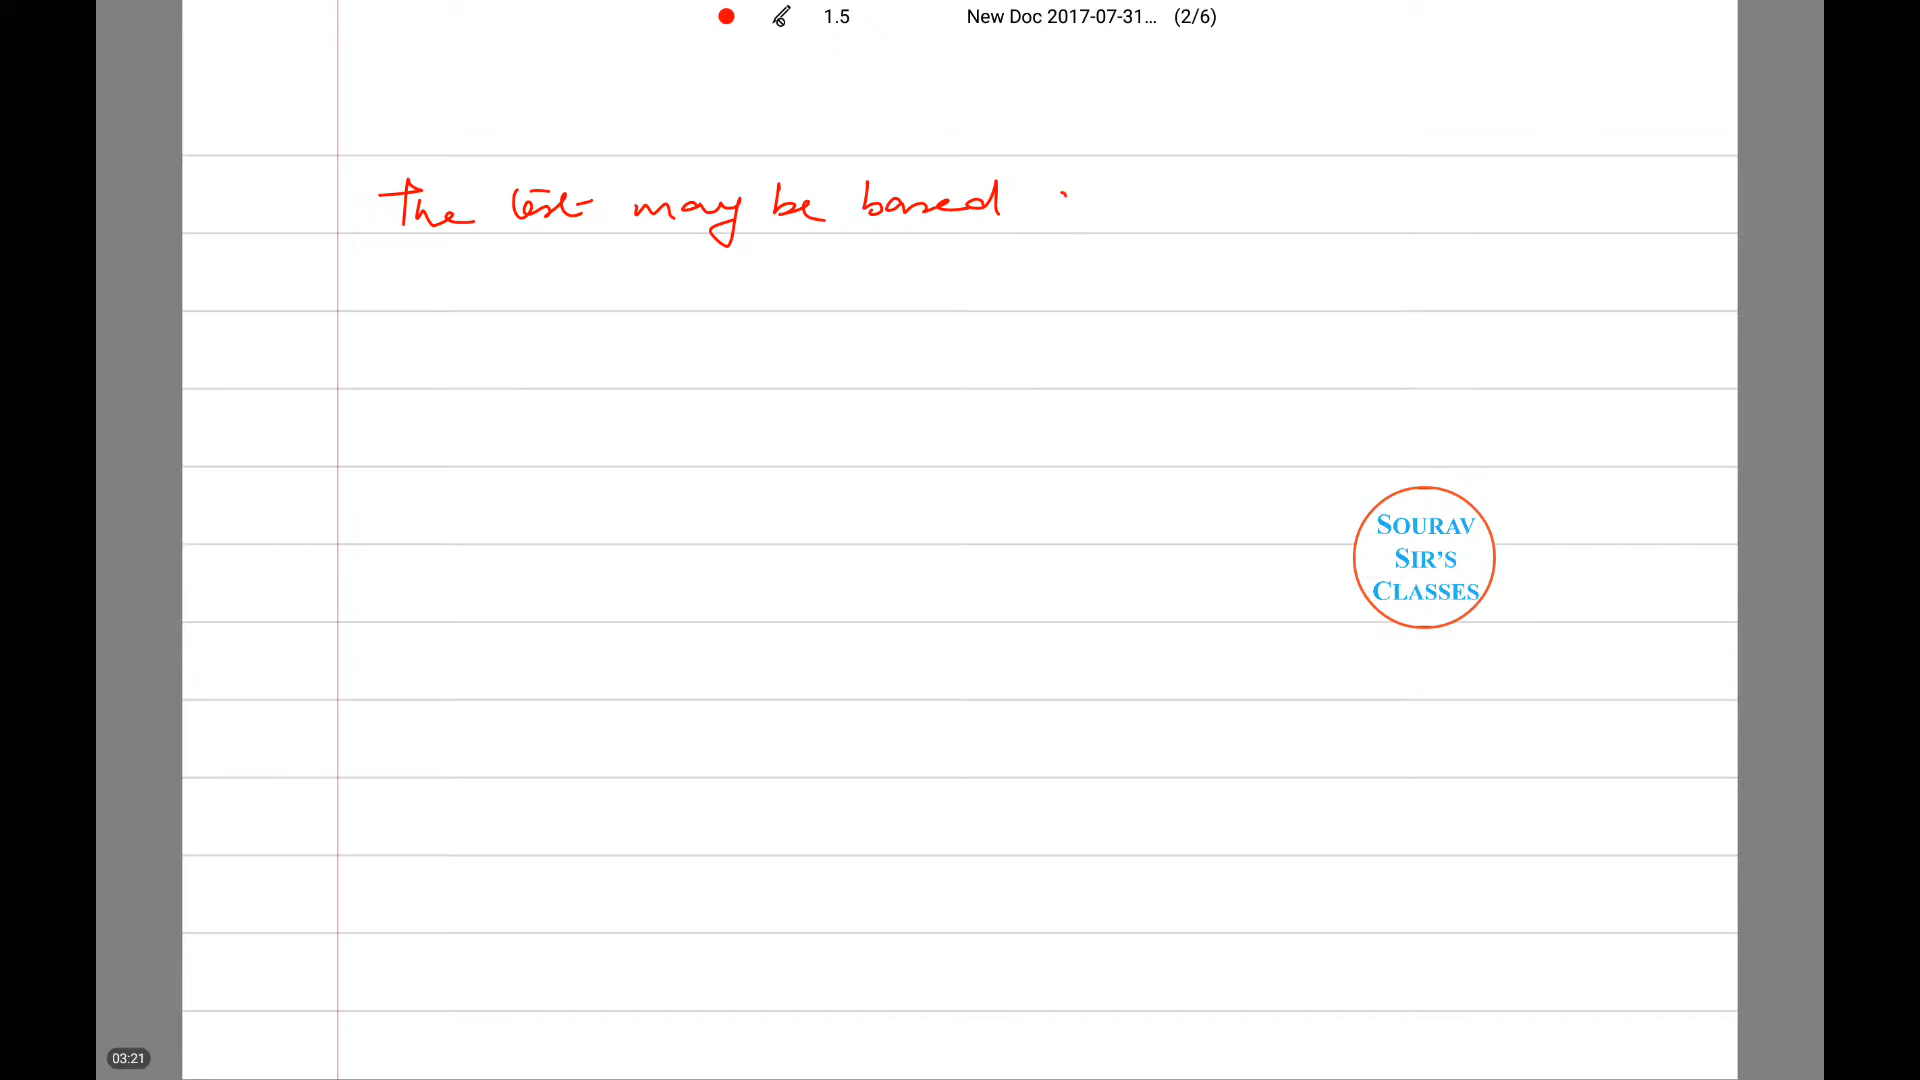 1.5 New Doc 2017-07-31... (2/6)
The test may be based
SOURAV
SIR'S
CLASSES
03:21